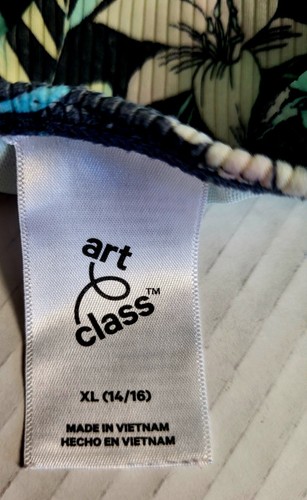 art
class™
XL (14/16)
MADE IN VIETNAM
HECHO EN VIETNAM